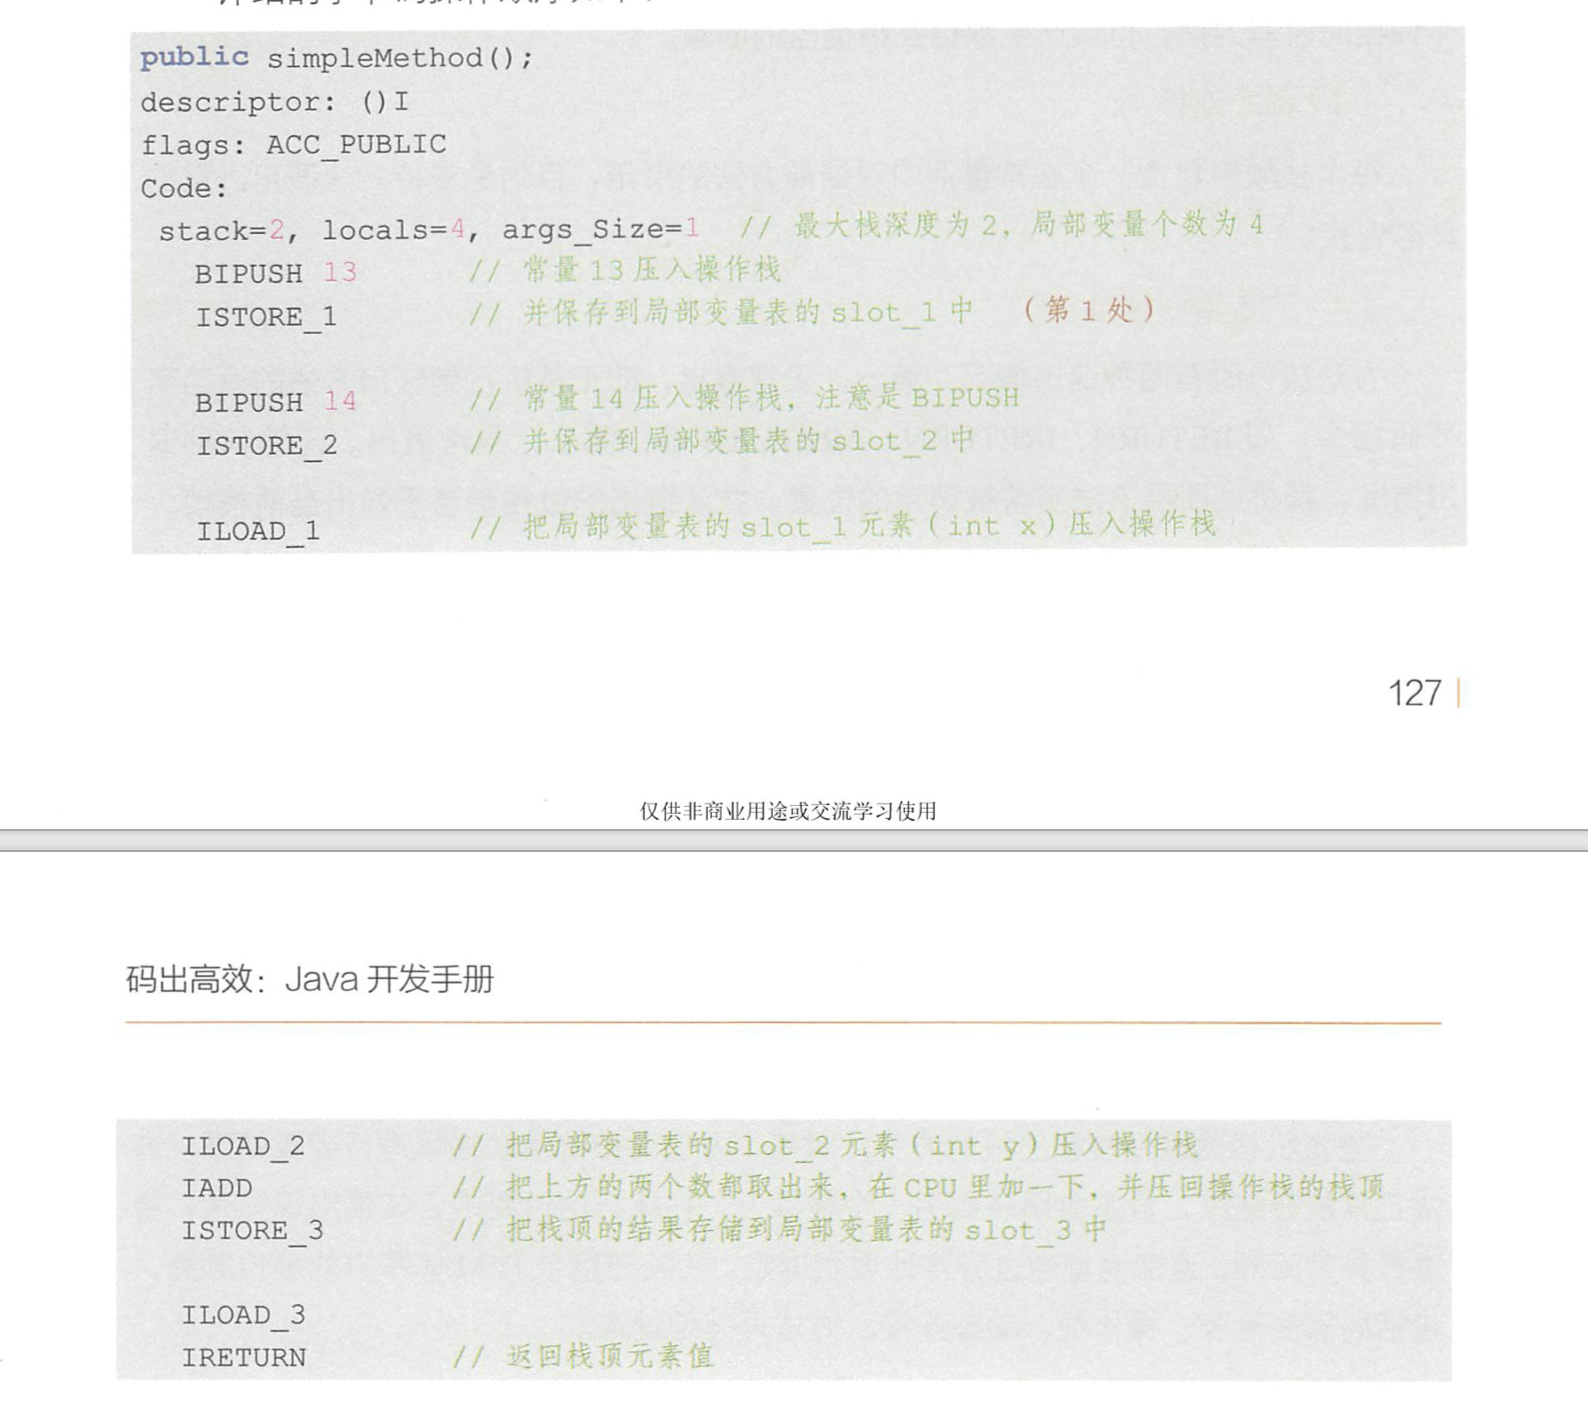 public simpleMethod();
descriptor: ()I
flags: ACC_PUBLIC
Code:
stack=2, locals=4, args_Size=1 // 最大栈深度为 2, 局部变量个数为 4
BIPUSH 13 // 常量 13 压入操作栈
ISTORE_1 // 并保存到局部变量表的 slot_1 中 （第 1 处）
BIPUSH 14 // 常量 14 压入操作栈, 注意是 BIPUSH
ISTORE_2 // 并保存到局部变量表的 slot_2 中
ILOAD_1 // 把局部变量表的 slot_1 元素（int x）压入操作栈
127
仅供非商业用途或交流学习使用
码出高效：Java 开发手册
ILOAD_2 // 把局部变量表的 slot_2 元素（int y）压入操作栈
IADD // 把上方的两个数都取出来, 在 CPU 里加一下, 并压回操作栈的栈顶
ISTORE_3 // 把栈顶的结果存储到局部变量表的 slot_3 中
ILOAD_3
IRETURN // 返回栈顶元素值